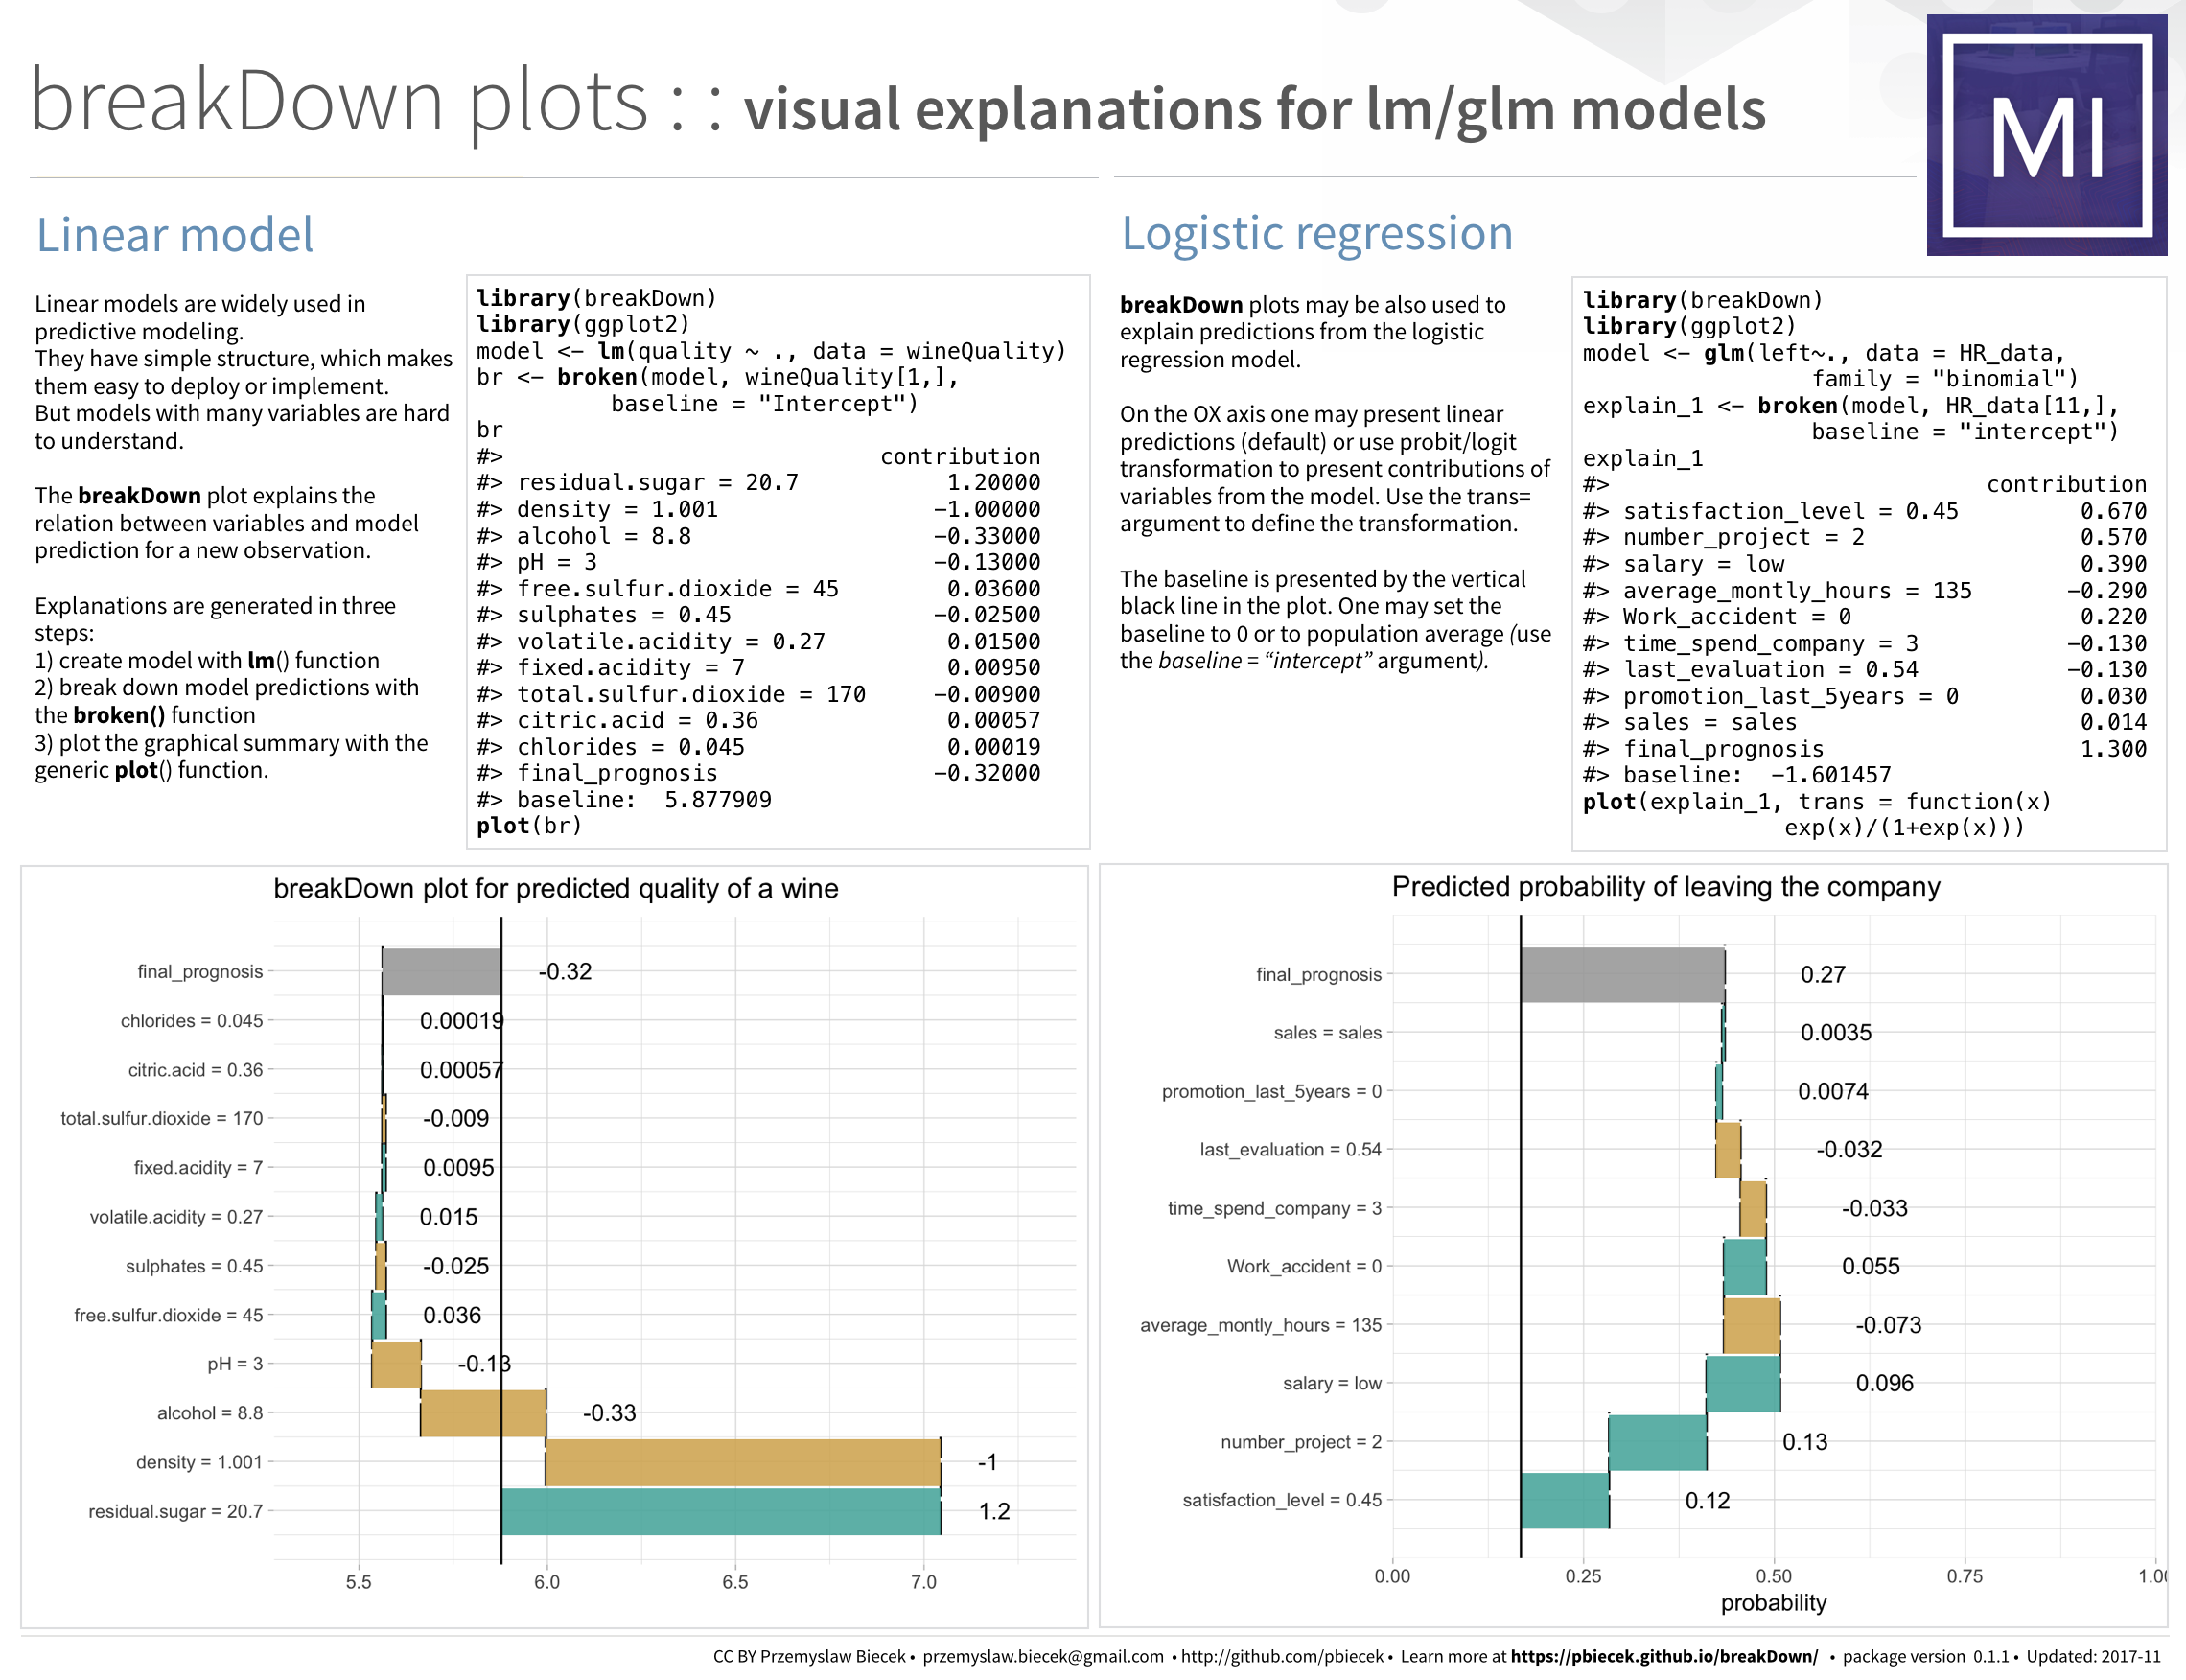 breakDown plots : : visual explanations for lm/glm models
MI
Linear model
Linear models are widely used in
predictive modeling.
They have simple structure, which makes
them easy to deploy or implement.
But models with many variables are hard
to understand.
The breakDown plot explains the
relation between variables and model
prediction for a new observation.
Explanations are generated in three
steps:
1) create model with lm() function
2) break down model predictions with
the broken() function
3) plot the graphical summary with the
generic plot() function.
library(breakDown)
library(ggplot2)
model <- lm(quality ~ ., data = wineQuality)
br <- broken(model, wineQuality[1,],
baseline = "Intercept")
br
#> contribution
#> residual.sugar = 20.7 1.20000
#> density = 1.001 -1.00000
#> alcohol = 8.8 -0.33000
#> pH = 3 -0.13000
#> free.sulfur.dioxide = 45 0.03600
#> sulphates = 0.45 -0.02500
#> volatile.acidity = 0.27 0.01500
#> fixed.acidity = 7 0.00950
#> total.sulfur.dioxide = 170 -0.00900
#> citric.acid = 0.36 0.00057
#> chlorides = 0.045 0.00019
#> final_prognosis -0.32000
#> baseline: 5.877909
plot(br)
Logistic regression
breakDown plots may be also used to
explain predictions from the logistic
regression model.
On the OX axis one may present linear
predictions (default) or use probit/logit
transformation to present contributions of
variables from the model. Use the trans=
argument to define the transformation.
The baseline is presented by the vertical
black line in the plot. One may set the
baseline to 0 or to population average (use
the baseline = “intercept” argument).
library(breakDown)
library(ggplot2)
model <- glm(left~., data = HR_data,
family = "binomial")
explain_1 <- broken(model, HR_data[11,],
baseline = "intercept")
explain_1
#> contribution
#> satisfaction_level = 0.45 0.670
#> number_project = 2 0.570
#> salary = low 0.390
#> average_montly_hours = 135 -0.290
#> Work_accident = 0 0.220
#> time_spend_company = 3 -0.130
#> last_evaluation = 0.54 -0.130
#> promotion_last_5years = 0 0.030
#> sales = sales 0.014
#> final_prognosis 1.300
#> baseline: -1.601457
plot(explain_1, trans = function(x)
exp(x)/(1+exp(x)))
breakDown plot for predicted quality of a wine
final_prognosis -0.32
chlorides = 0.045 0.00019
citric.acid = 0.36 0.00057
total.sulfur.dioxide = 170 -0.009
fixed.acidity = 7 0.0095
volatile.acidity = 0.27 0.015
sulphates = 0.45 -0.025
free.sulfur.dioxide = 45 0.036
pH = 3 -0.13
alcohol = 8.8 -0.33
density = 1.001 -1
residual.sugar = 20.7 1.2
5.5 6.0 6.5 7.0
Predicted probability of leaving the company
final_prognosis 0.27
sales = sales 0.0035
promotion_last_5years = 0 0.0074
last_evaluation = 0.54 -0.032
time_spend_company = 3 -0.033
Work_accident = 0 0.055
average_montly_hours = 135 -0.073
salary = low 0.096
number_project = 2 0.13
satisfaction_level = 0.45 0.12
0.00 0.25 0.50 0.75 1.00
probability
CC BY Przemyslaw Biecek • przemyslaw.biecek@gmail.com • http://github.com/pbiecek • Learn more at https://pbiecek.github.io/breakDown/ • package version 0.1.1 • Updated: 2017-11